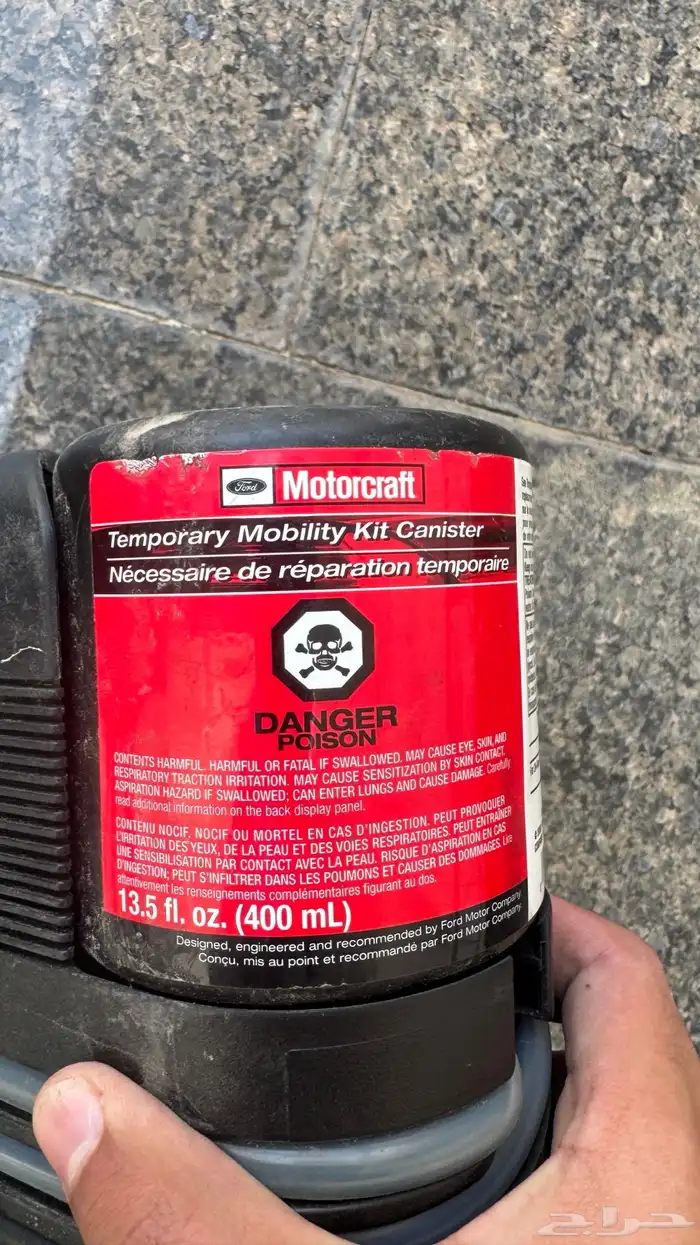 Ford Motorcraft
Temporary Mobility Kit Canister
Nécessaire de réparation temporaire
DANGER
POISON
CONTENTS HARMFUL. HARMFUL OR FATAL IF SWALLOWED. MAY CAUSE EYE, SKIN, AND
RESPIRATORY TRACTION IRRITATION. MAY CAUSE SENSITIZATION BY SKIN CONTACT.
ASPIRATION HAZARD IF SWALLOWED; CAN ENTER LUNGS AND CAUSE DAMAGE. Carefully
read additional information on the back display panel.
CONTENU NOCIF, NOCIF OU MORTEL EN CAS D'INGESTION. PEUT PROVOQUER
L'IRRITATION DES YEUX, DE LA PEAU ET DES VOIES RESPIRATOIRES. PEUT ENTRAÎNER
UNE SENSIBILISATION PAR CONTACT AVEC LA PEAU. RISQUE D'ASPIRATION EN CAS
D'INGESTION; PEUT S'INFILTRER DANS LES POUMONS ET CAUSER DES DOMMAGES. Lire
attentivement les renseignements complémentaires figurant au dos.
13.5 fl. oz. (400 mL)
Designed, engineered and recommended by Ford Motor Company
Conçu, mis au point et recommandé par Ford Motor Company
حراج